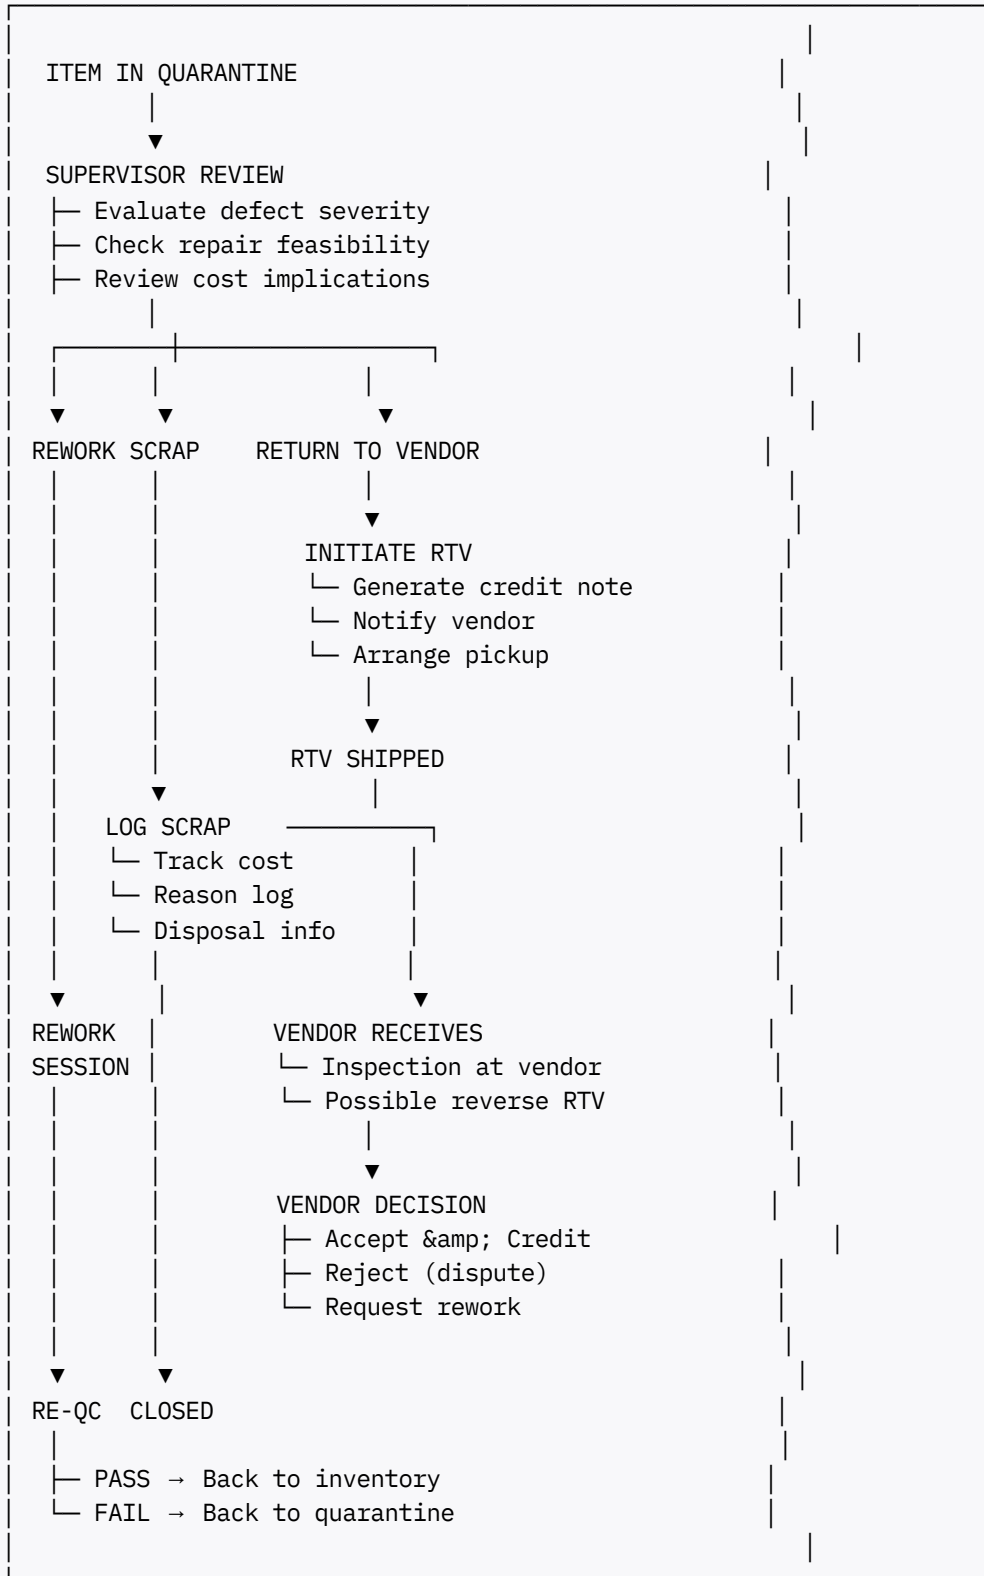 ITEM IN QUARANTINE
▼
SUPERVISOR REVIEW
├─ Evaluate defect severity
├─ Check repair feasibility
├─ Review cost implications
▼ ▼ ▼
REWORK SCRAP RETURN TO VENDOR
▼
INITIATE RTV
└─ Generate credit note
└─ Notify vendor
└─ Arrange pickup
▼
RTV SHIPPED
▼
LOG SCRAP
└─ Track cost
└─ Reason log
└─ Disposal info
▼ ▼
REWORK VENDOR RECEIVES
SESSION └─ Inspection at vendor
└─ Possible reverse RTV
▼
VENDOR DECISION
├─ Accept &amp; Credit
├─ Reject (dispute)
└─ Request rework
▼ ▼
RE-QC CLOSED
├─ PASS → Back to inventory
└─ FAIL → Back to quarantine